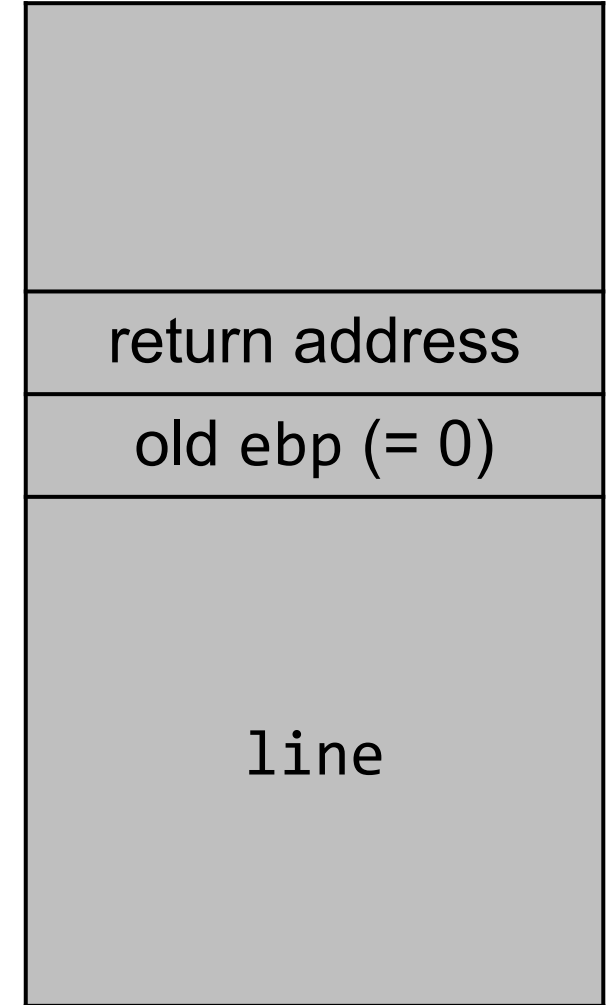 return address
old ebp (= 0)
line